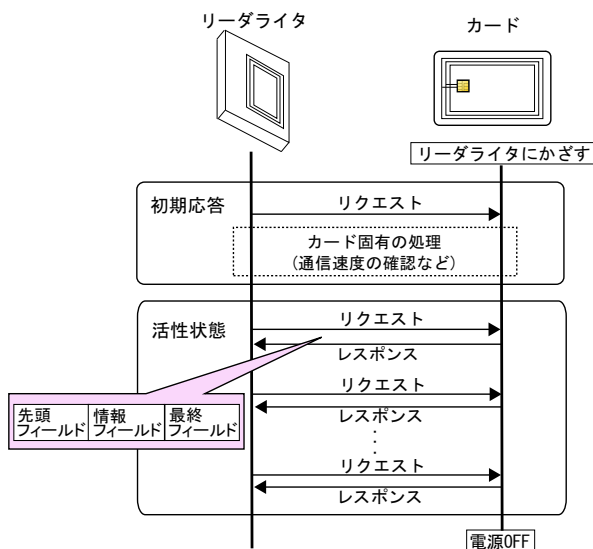 リーダライタ
カード
リーダライタにかざす
初期応答
リクエスト
カード固有の処理
(通信速度の確認など)
活性状態
リクエスト
レスポンス
リクエスト
レスポンス
先頭
フィールド
情報
フィールド
最終
フィールド
リクエスト
レスポンス
電源OFF